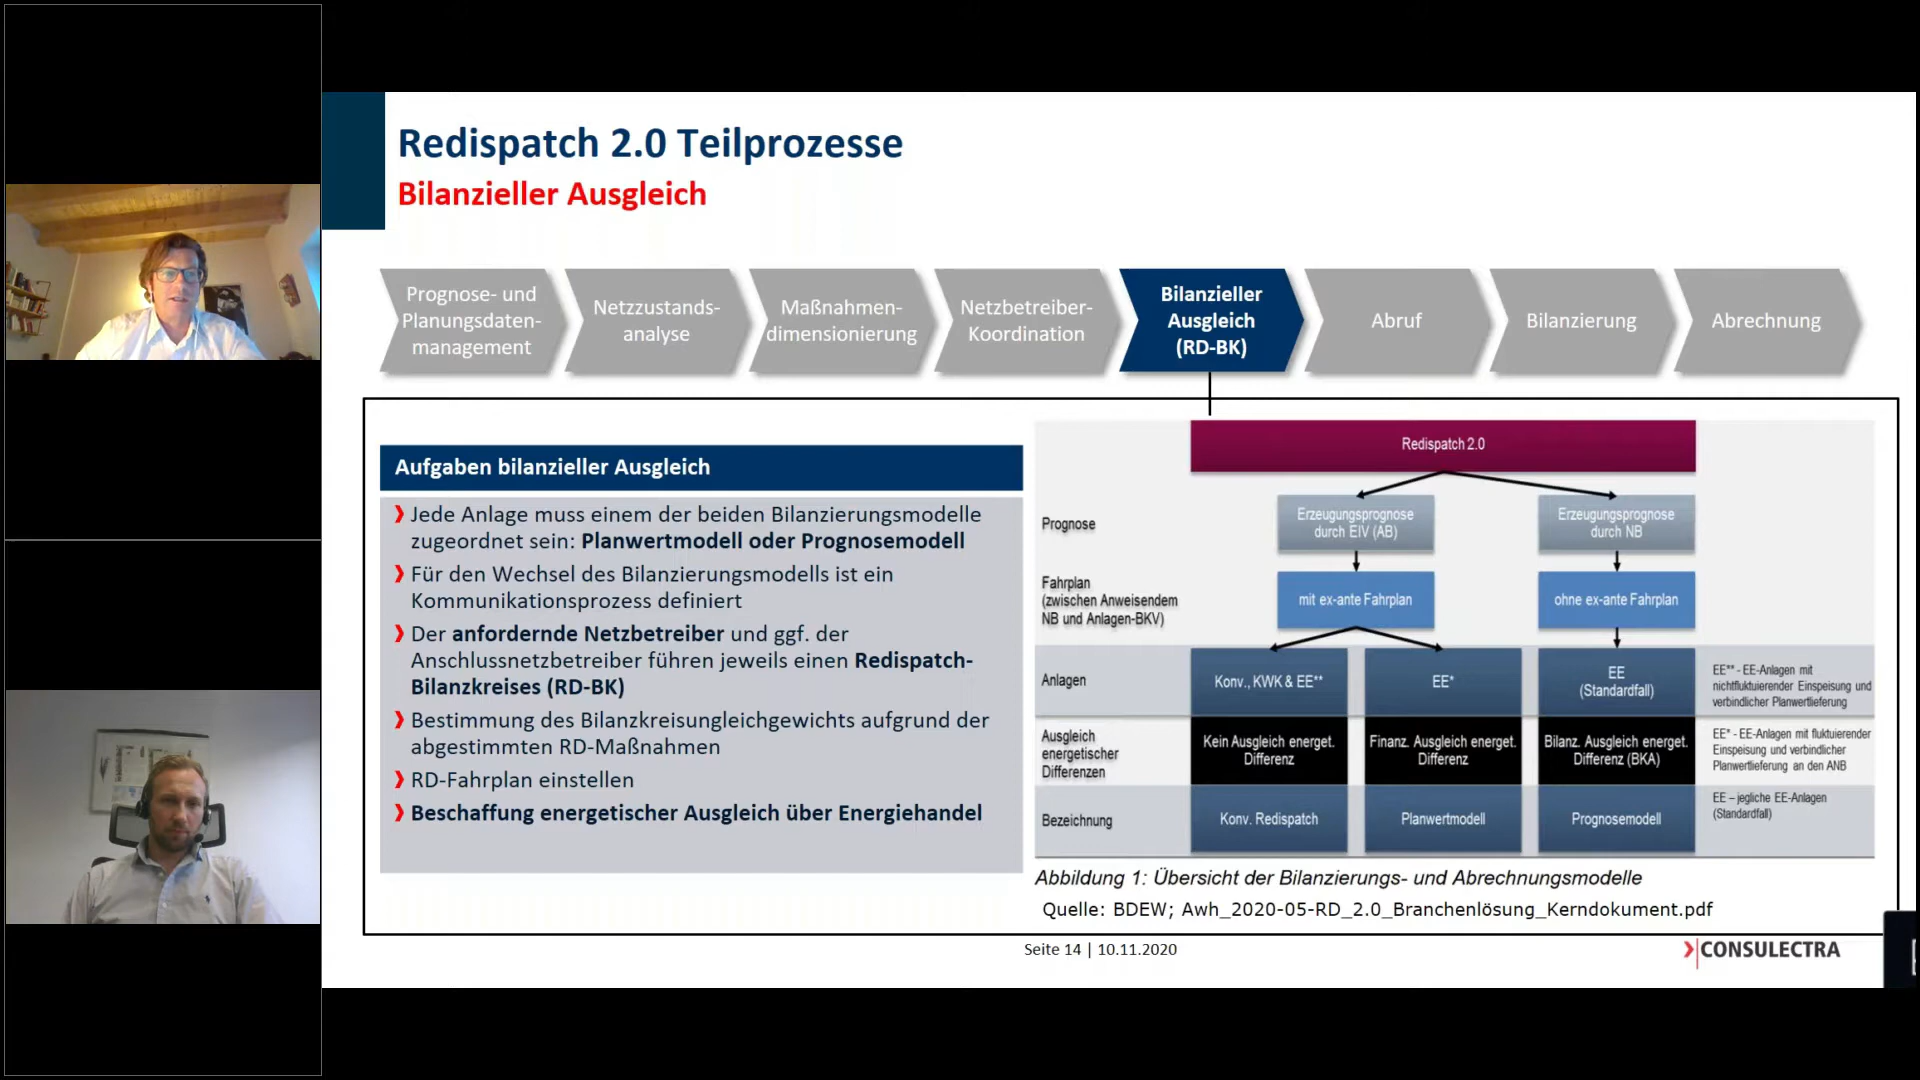 Redispatch 2.0 Teilprozesse
Bilanzieller Ausgleich
Prognose- und
Planungsdaten-
management
Netzzustands-
analyse
Maßnahmen-
dimensionierung
Netzbetreiber-
Koordination
Bilanzieller
Ausgleich
(RD-BK)
Abruf
Bilanzierung
Abrechnung
Aufgaben bilanzieller Ausgleich
Jede Anlage muss einem der beiden Bilanzierungsmodelle
zugeordnet sein: Planwertmodell oder Prognosemodell
Für den Wechsel des Bilanzierungsmodells ist ein
Kommunikationsprozess definiert
Der anfordernde Netzbetreiber und ggf. der
Anschlussnetzbetreiber führen jeweils einen Redispatch-
Bilanzkreises (RD-BK)
Bestimmung des Bilanzkreisungleichgewichts aufgrund der
abgestimmten RD-Maßnahmen
RD-Fahrplan einstellen
Beschaffung energetischer Ausgleich über Energiehandel
Redispatch 2.0
Prognose
Erzeugungsprognose
durch EIV (AB)
Erzeugungsprognose
durch NB
Fahrplan
(zwischen Anweisendem
NB und Anlagen-BKV)
mit ex-ante Fahrplan
ohne ex-ante Fahrplan
Anlagen
Konv., KWK & EE**
EE*
EE
(Standardfall)
EE** - EE-Anlagen mit
nichtfluktuierender Einspeisung und
verbindlicher Planwertlieferung
Ausgleich
energetischer
Differenzen
Kein Ausgleich energet.
Differenz
Finanz. Ausgleich energet.
Differenz
Bilanz. Ausgleich energet.
Differenz (BKA)
EE* - EE-Anlagen mit fluktuierender
Einspeisung und verbindlicher
Planwertlieferung an den ANB
Bezeichnung
Konv. Redispatch
Planwertmodell
Prognosemodell
EE – jegliche EE-Anlagen
(Standardfall)
Abbildung 1: Übersicht der Bilanzierungs- und Abrechnungsmodelle
Quelle: BDEW; Awh_2020-05-RD_2.0_Branchenlösung_Kerndokument.pdf
Seite 14 | 10.11.2020
CONSULECTRA